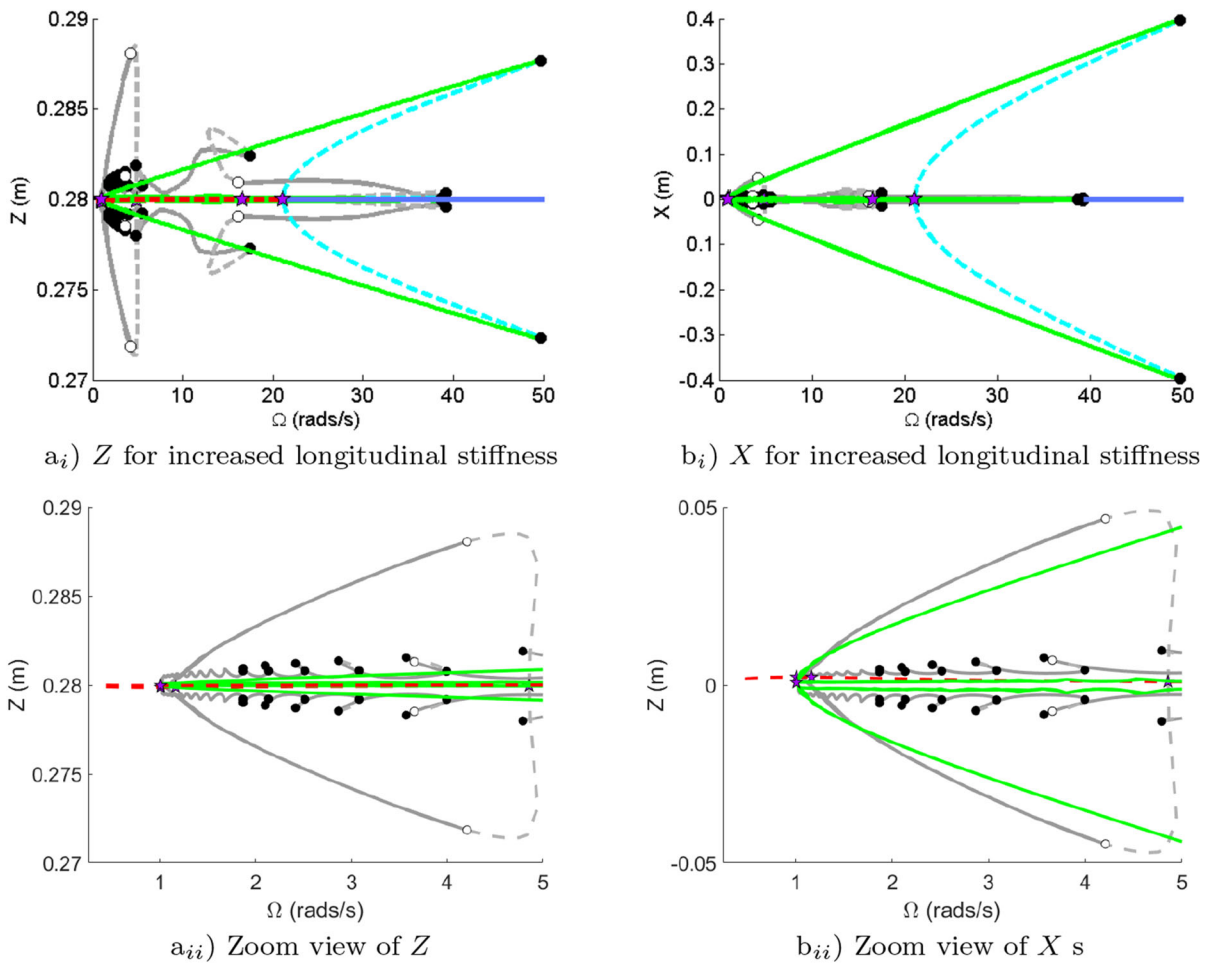 0.29
0.285
0.28
0.275
0.27
Z (m)
0 10 20 30 40 50
Ω (rads/s)
a_i) Z for increased longitudinal stiffness
0.4
0.3
0.2
0.1
0
0.1
-0.2
-0.3
-0.4
X (m)
0 10 20 30 40 50
Ω (rads/s)
b_i) X for increased longitudinal stiffness
0.29
0.285
0.28
0.275
0.27
Z (m)
1 2 3 4 5
Ω (rads/s)
a_ii) Zoom view of Z
0.05
0
-0.05
Z (m)
1 2 3 4 5
Ω (rads/s)
b_ii) Zoom view of X s